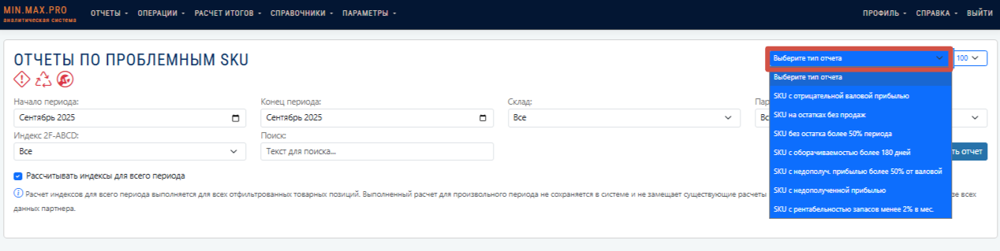 MIN.MAX.PRO
аналитическая система
ОТЧЕТЫ
ОПЕРАЦИИ
РАСЧЕТ ИТОГОВ
СПРАВОЧНИКИ
ПАРАМЕТРЫ
ПРОФИЛЬ
СПРАВКА
ВЫЙТИ
ОТЧЕТЫ ПО ПРОБЛЕМНЫМ SKU
Выберите тип отчета
100
Выберите тип отчета
SKU с отрицательной валовой прибылью
SKU на остатках без продаж
SKU без остатка более 50% периода
SKU с оборачиваемостью более 180 дней
SKU с недополуч. прибылью более 50% от валовой
SKU с недополученной прибылью
SKU с рентабельностью запасов менее 2% в мес.
Начало периода:
Сентябрь 2025
Конец периода:
Сентябрь 2025
Склад:
Все
Пар
Вс
Индекс 2F-ABCD:
Все
Поиск:
Текст для поиска...
ть отчет
Рассчитывать индексы для всего периода
Расчет индексов для всего периода выполняется для всех отфильтрованных товарных позиций. Выполненный расчет для произвольного периода не сохраняется в системе и не замещает существующие расчеты
зе всех
данных партнера.